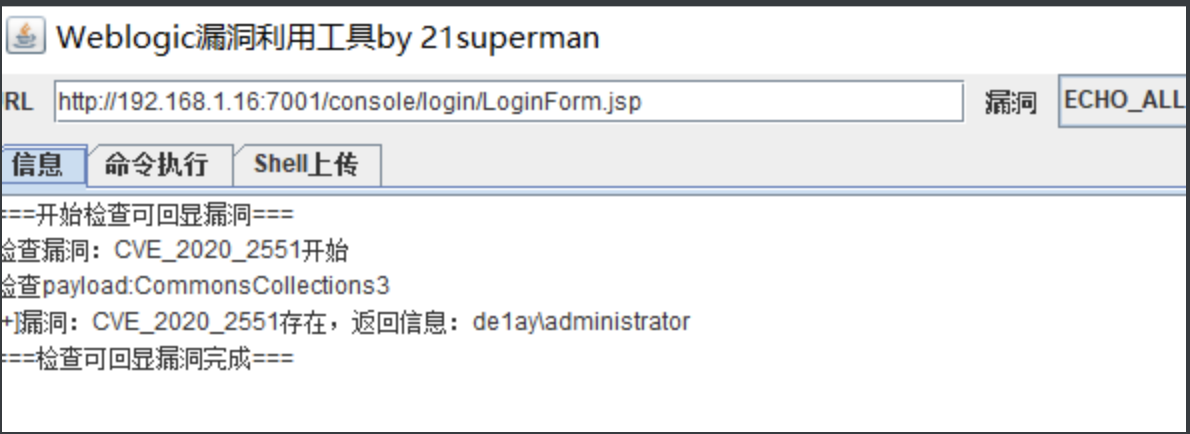 Weblogic漏洞利用工具by 21superman
RL http://192.168.1.16:7001/console/login/LoginForm.jsp 漏洞 ECHO_ALL
信息 命令执行 Shell上传
===开始检查可回显漏洞===
检查漏洞：CVE_2020_2551开始
检查payload:CommonsCollections3
+]漏洞：CVE_2020_2551存在，返回信息：de1ay\administrator
===检查可回显漏洞完成===